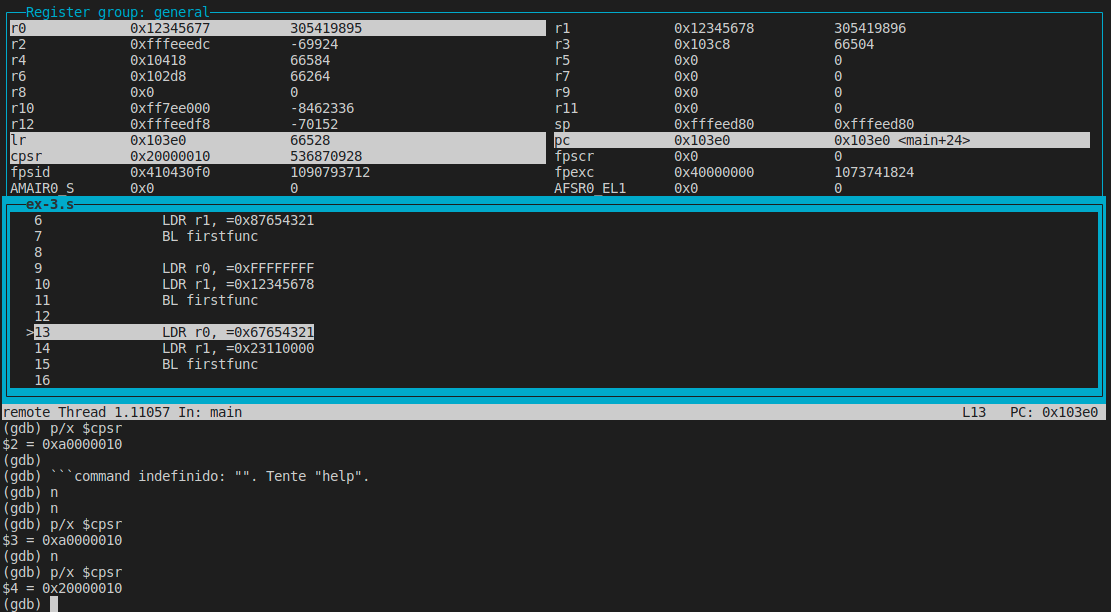 Register group: general
r0 0x12345677 305419895 r1 0x12345678 305419896
r2 0xfffeeedc -69924 r3 0x103c8 66504
r4 0x10418 66584 r5 0x0 0
r6 0x102d8 66264 r7 0x0 0
r8 0x0 0 r9 0x0 0
r10 0xff7ee000 -8462336 r11 0x0 0
r12 0xfffeedf8 -70152 sp 0xfffeed80 0xfffeed80
lr 0x103e0 66528 pc 0x103e0 0x103e0 <main+24>
cpsr 0x20000010 536870928 fpscr 0x0 0
fpsid 0x410430f0 1090793712 fpexc 0x40000000 1073741824
AMAIR0_S 0x0 0 AFSR0_EL1 0x0 0
ex-3.s
6 LDR r1, =0x87654321
7 BL firstfunc
8
9 LDR r0, =0xFFFFFFFF
10 LDR r1, =0x12345678
11 BL firstfunc
12
>13 LDR r0, =0x67654321
14 LDR r1, =0x23110000
15 BL firstfunc
16
remote Thread 1.11057 In: main L13 PC: 0x103e0
(gdb) p/x $cpsr
$2 = 0xa0000010
(gdb)
(gdb) ```command indefinido: "". Tente "help".
(gdb) n
(gdb) n
(gdb) p/x $cpsr
$3 = 0xa0000010
(gdb) n
(gdb) p/x $cpsr
$4 = 0x20000010
(gdb)